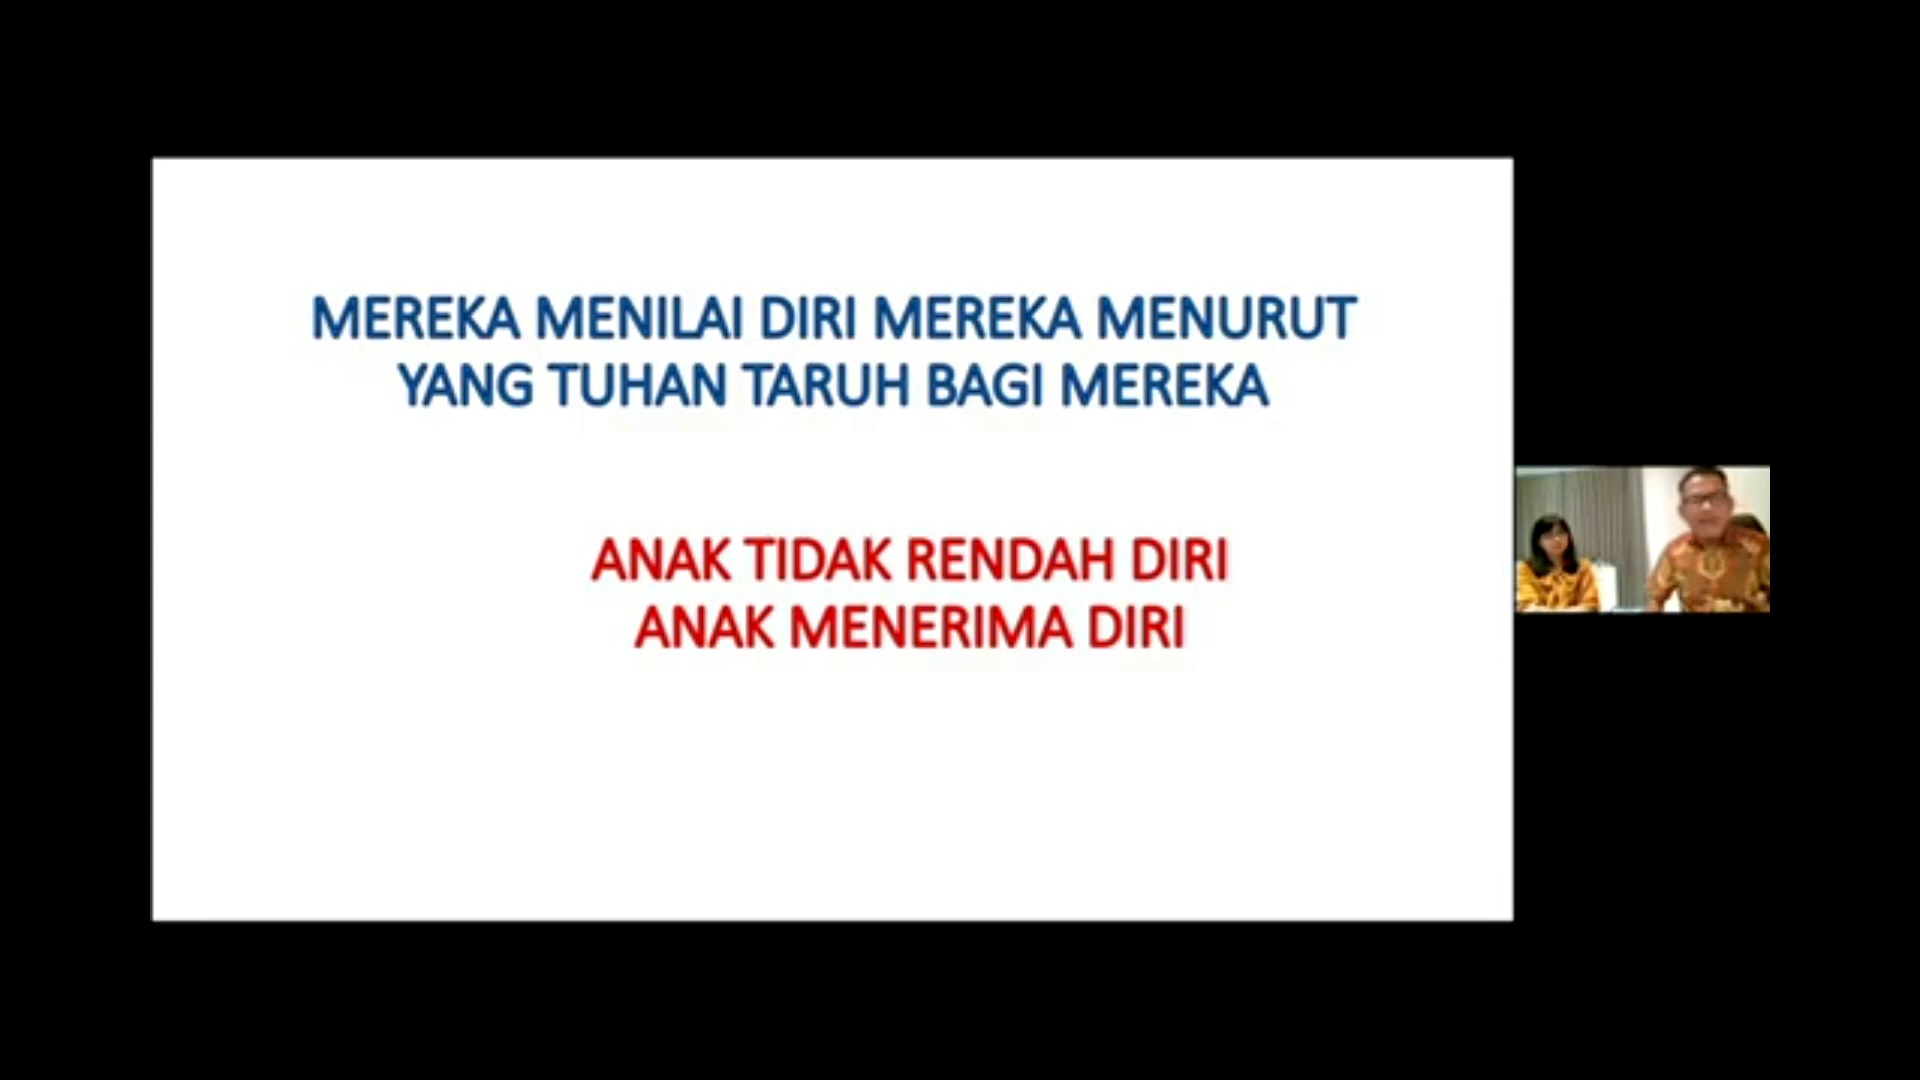 MEREKA MENILAI DIRI MEREKA MENURUT
YANG TUHAN TARUH BAGI MEREKA
ANAK TIDAK RENDAH DIRI
ANAK MENERIMA DIRI